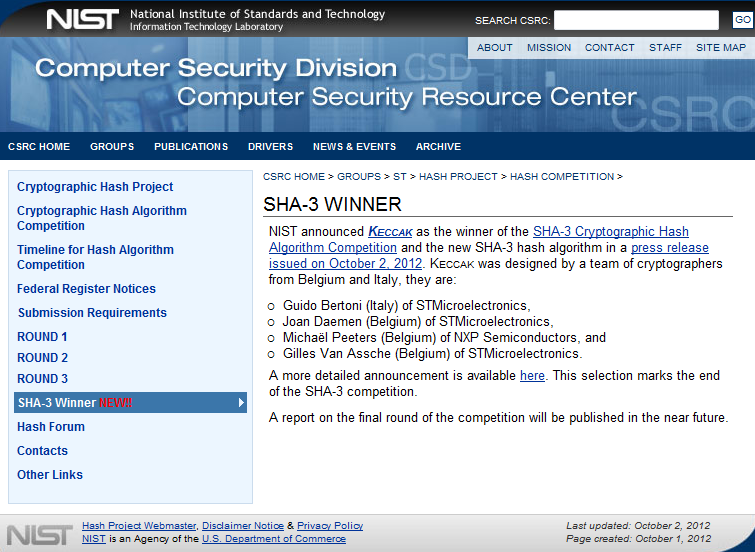 NIST National Institute of Standards and Technology
Information Technology Laboratory
SEARCH CSRC: GO
ABOUT MISSION CONTACT STAFF SITE MAP
Computer Security Division CSD
Computer Security Resource Center
CSRC
CSRC HOME GROUPS PUBLICATIONS DRIVERS NEWS & EVENTS ARCHIVE
Cryptographic Hash Project
Cryptographic Hash Algorithm
Competition
Timeline for Hash Algorithm
Competition
Federal Register Notices
Submission Requirements
ROUND 1
ROUND 2
ROUND 3
SHA-3 Winner NEW!!
Hash Forum
Contacts
Other Links
CSRC HOME > GROUPS > ST > HASH PROJECT > HASH COMPETITION >
SHA-3 WINNER
NIST announced KECCAK as the winner of the SHA-3 Cryptographic Hash
Algorithm Competition and the new SHA-3 hash algorithm in a press release
issued on October 2, 2012. KECCAK was designed by a team of cryptographers
from Belgium and Italy, they are:
o Guido Bertoni (Italy) of STMicroelectronics,
o Joan Daemen (Belgium) of STMicroelectronics,
o Michaël Peeters (Belgium) of NXP Semiconductors, and
o Gilles Van Assche (Belgium) of STMicroelectronics.
A more detailed announcement is available here. This selection marks the end
of the SHA-3 competition.
A report on the final round of the competition will be published in the near future.
NIST
Hash Project Webmaster, Disclaimer Notice & Privacy Policy
NIST is an Agency of the U.S. Department of Commerce
Last updated: October 2, 2012
Page created: October 1, 2012